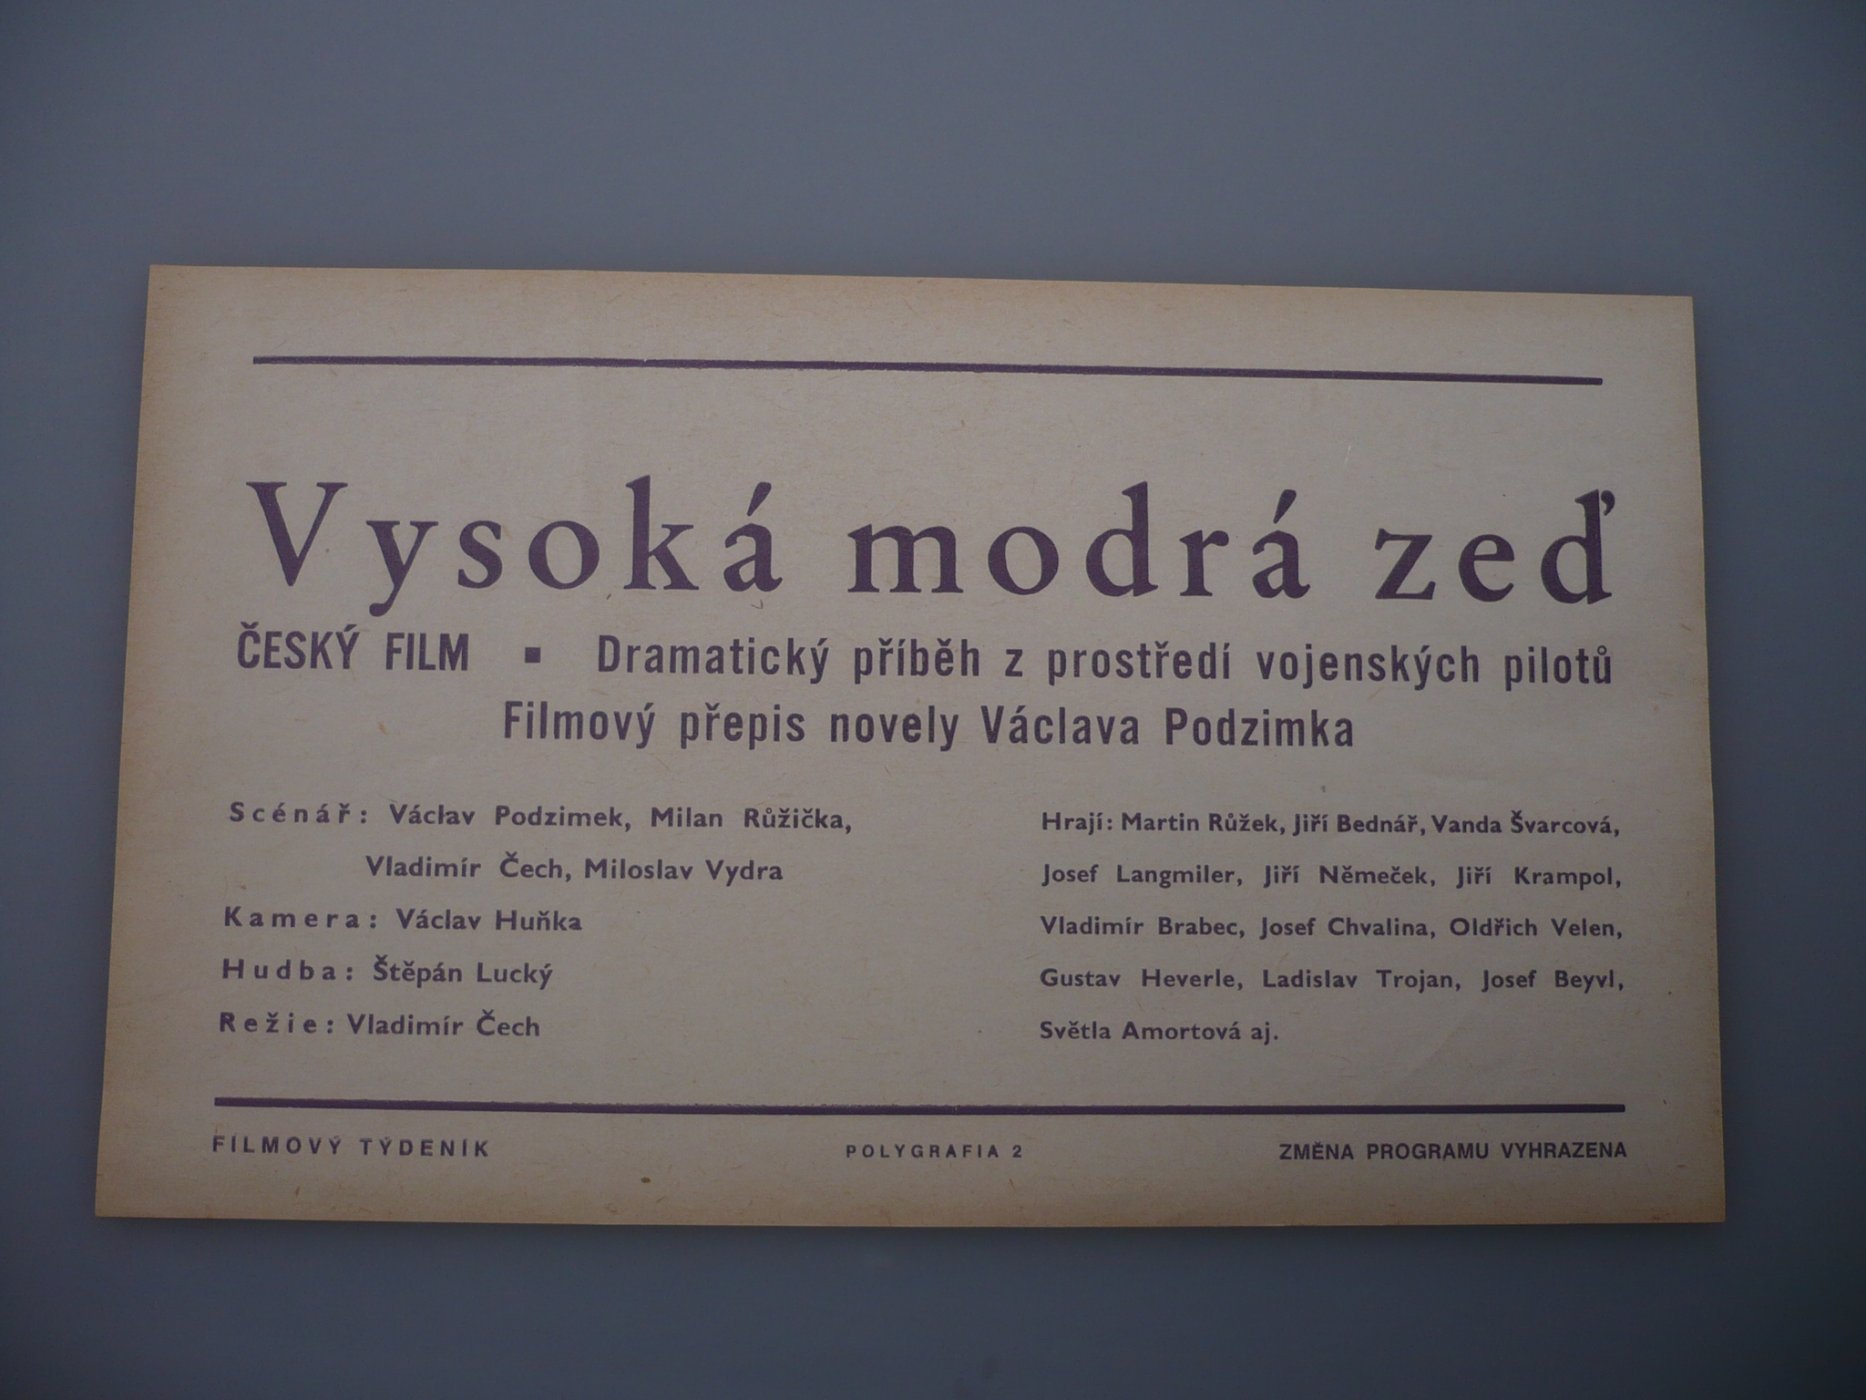 Vysoká modrá zeď
ČESKÝ FILM ▪ Dramatický příběh z prostředí vojenských pilotů
Filmový přepis novely Václava Podzimka
Scénář: Václav Podzimek, Milan Růžička,
Vladimír Čech, Miloslav Vydra
Kamera: Václav Huňka
Hudba: Štěpán Lucký
Režie: Vladimír Čech
Hrají: Martin Růžek, Jiří Bednář, Vanda Švarcová,
Josef Langmiler, Jiří Němeček, Jiří Krampol,
Vladimír Brabec, Josef Chvalina, Oldřich Velen,
Gustav Heverle, Ladislav Trojan, Josef Beyvl,
Světla Amortová aj.
FILMOVÝ TÝDENÍK
POLYGRAFIA 2
ZMĚNA PROGRAMU VYHRAZENA